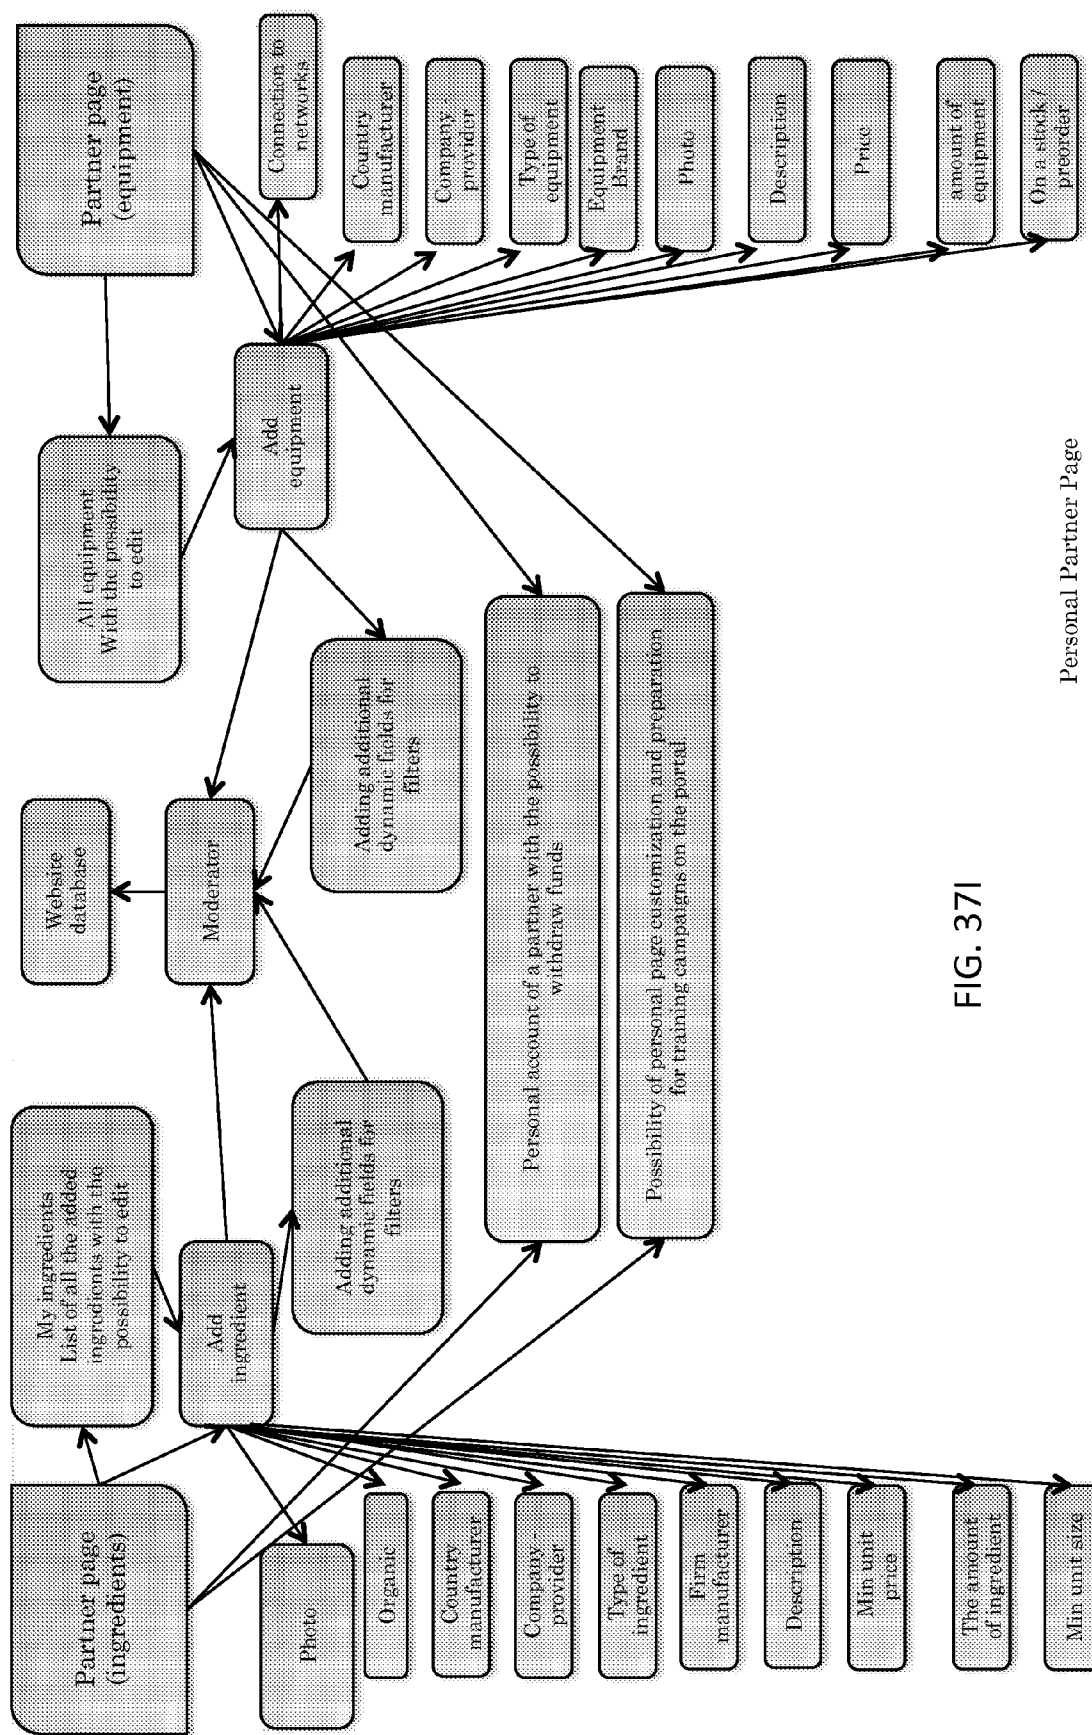 Partner page
(ingredients)
My ingredients
List of all the added
ingredients with the
possibility to edit
Website
database
All equipment
With the possibility
to edit
Partner page
(equipment)
Add
ingredient
Moderator
Add
equipment
Photo
Adding additional
dynamic fields for
filters
Adding additional
dynamic fields for
filters
Connection to
networks
Organic
Country
manufacturer
Company -
provider
Type of
ingredient
Firm
manufacturer
Description
Min unit
price
The amount
of ingredient
Min unit size
Personal account of a partner with the possibility to
withdraw funds
Possibility of personal page customization and preparation
for training campaigns on the portal
Country
manufacturer
Company -
provider
Type of
equipment
Equipment
Brand
Photo
Description
Price
amount of
equipment
On a stock /
preorder
FIG. 37I
Personal Partner Page